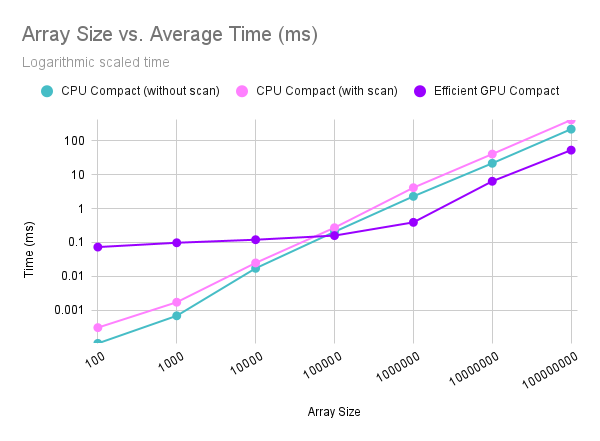 Array Size vs. Average Time (ms)
Logarithmic scaled time
CPU Compact (without scan) CPU Compact (with scan) Efficient GPU Compact
100
10
1
0.1
0.01
0.001
Time (ms)
100 1000 10000 100000 1000000 10000000 100000000
Array Size